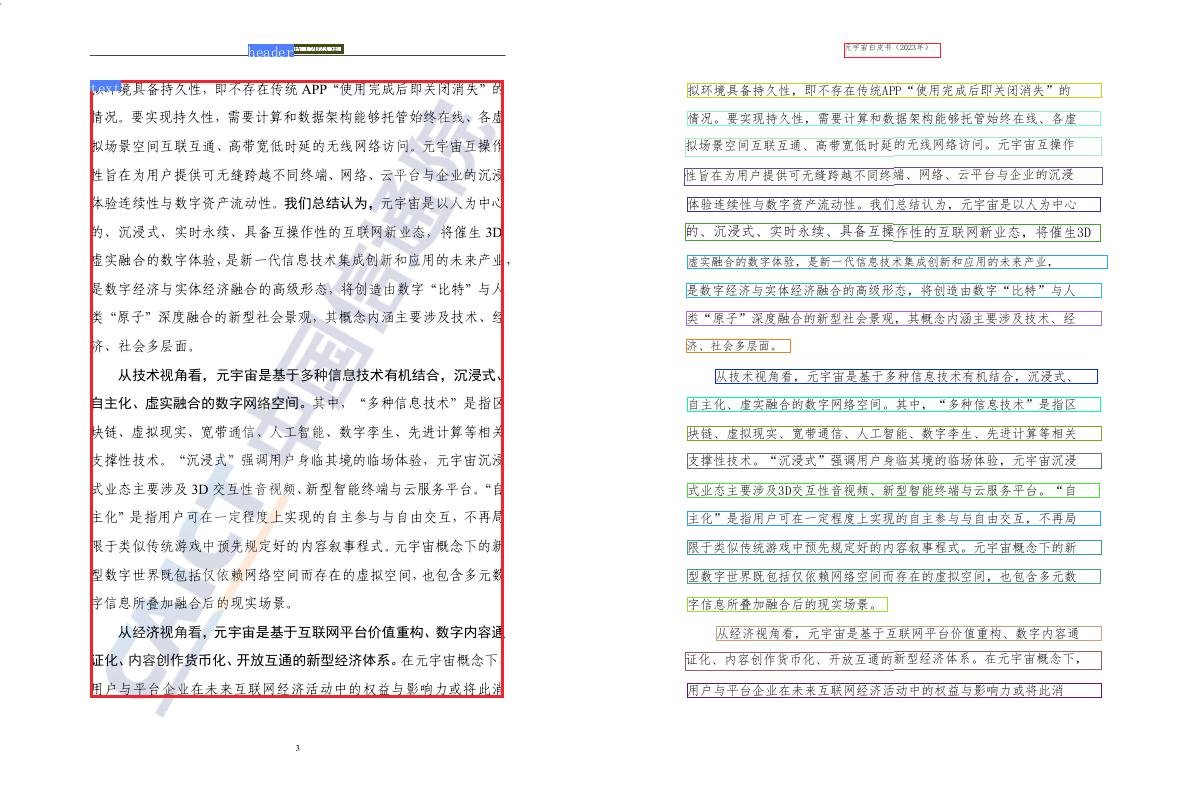 header
text
拟环境具备持久性，即不存在传统 APP“使用完成后即关闭消失”的
情况。要实现持久性，需要计算和数据架构能够托管始终在线、各虚
拟场景空间互联互通、高带宽低时延的无线网络访问。元宇宙互操作
性旨在为用户提供可无缝跨越不同终端、网络、云平台与企业的沉浸
体验连续性与数字资产流动性。我们总结认为，元宇宙是以人为中心
的、沉浸式、实时永续、具备互操作性的互联网新业态，将催生 3D
虚实融合的数字体验，是新一代信息技术集成创新和应用的未来产业，
是数字经济与实体经济融合的高级形态，将创造由数字“比特”与人
类“原子”深度融合的新型社会景观，其概念内涵主要涉及技术、经
济、社会多层面。
从技术视角看，元宇宙是基于多种信息技术有机结合，沉浸式、
自主化、虚实融合的数字网络空间。其中，“多种信息技术”是指区
块链、虚拟现实、宽带通信、人工智能、数字孪生、先进计算等相关
支撑性技术。“沉浸式”强调用户身临其境的临场体验，元宇宙沉浸
式业态主要涉及 3D 交互性音视频、新型智能终端与云服务平台。“自
主化”是指用户可在一定程度上实现的自主参与与自由交互，不再局
限于类似传统游戏中预先规定好的内容叙事程式。元宇宙概念下的新
型数字世界既包括仅依赖网络空间而存在的虚拟空间，也包含多元数
字信息所叠加融合后的现实场景。
从经济视角看，元宇宙是基于互联网平台价值重构、数字内容通
证化、内容创作货币化、开放互通的新型经济体系。在元宇宙概念下，
用户与平台企业在未来互联网经济活动中的权益与影响力或将此消
3
CAICT 中国信通院
元宇宙白皮书（2023年）
拟环境具备持久性，即不存在传统APP“使用完成后即关闭消失”的
情况。要实现持久性，需要计算和数据架构能够托管始终在线、各虚
拟场景空间互联互通、高带宽低时延的无线网络访问。元宇宙互操作
性旨在为用户提供可无缝跨越不同终端、网络、云平台与企业的沉浸
体验连续性与数字资产流动性。我们总结认为，元宇宙是以人为中心
的、沉浸式、实时永续、具备互操作性的互联网新业态，将催生3D
虚实融合的数字体验，是新一代信息技术集成创新和应用的未来产业，
是数字经济与实体经济融合的高级形态，将创造由数字“比特”与人
类“原子”深度融合的新型社会景观，其概念内涵主要涉及技术、经
济、社会多层面。
从技术视角看，元宇宙是基于多种信息技术有机结合，沉浸式、
自主化、虚实融合的数字网络空间。其中，“多种信息技术”是指区
块链、虚拟现实、宽带通信、人工智能、数字李生、先进计算等相关
支撑性技术。“沉浸式”强调用户身临其境的临场体验，元宇宙沉浸
式业态主要涉及3D交互性音视频、新型智能终端与云服务平台。“自
主化”是指用户可在一定程度上实现的自主参与与自由交互，不再局
限于类似传统游戏中预先规定好的内容叙事程式。元宇宙概念下的新
型数字世界既包括仅依赖网络空间而存在的虚拟空间，也包含多元数
字信息所叠加融合后的现实场景。
从经济视角看，元宇宙是基于互联网平台价值重构、数字内容通
证化、内容创作货币化、开放互通的新型经济体系。在元宇宙概念下，
用户与平台企业在未来互联网经济活动中的权益与影响力或将此消